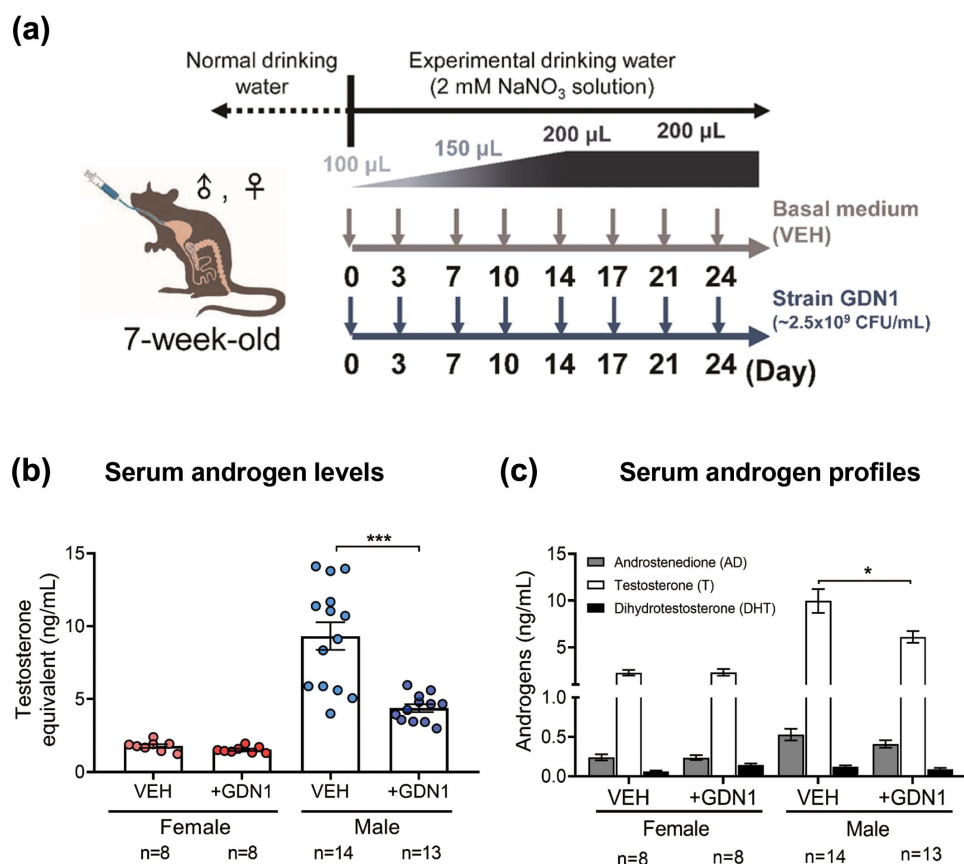 (a)
Normal drinking
water
Experimental drinking water
(2 mM NaNO₃ solution)
100 µL
150 µL
200 µL
200 µL
♂, ♀
7-week-old
Basal medium
(VEH)
0 3 7 10 14 17 21 24
Strain GDN1
(~2.5x10⁹ CFU/mL)
0 3 7 10 14 17 21 24 (Day)
(b) Serum androgen levels
Testosterone
equivalent (ng/mL)
15
10
5
0
***
VEH +GDN1 VEH +GDN1
Female Male
n=8 n=8 n=14 n=13
(c) Serum androgen profiles
Androgens (ng/mL)
15
10
5
1.0
0.5
0.0
Androstenedione (AD)
Testosterone (T)
Dihydrotestosterone (DHT)
*
VEH +GDN1 VEH +GDN1
Female Male
n=8 n=8 n=14 n=13